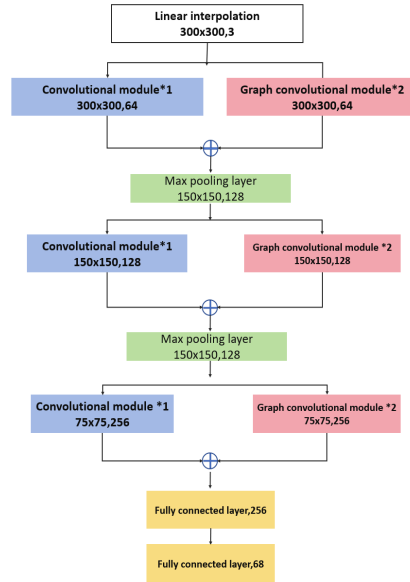 Linear interpolation
300x300,3
Convolutional module*1
300x300,64
Graph convolutional module*2
300x300,64
Max pooling layer
150x150,128
Convolutional module*1
150x150,128
Graph convolutional module *2
150x150,128
Max pooling layer
150x150,128
Convolutional module *1
75x75,256
Graph convolutional module *2
75x75,256
Fully connected layer,256
Fully connected layer,68